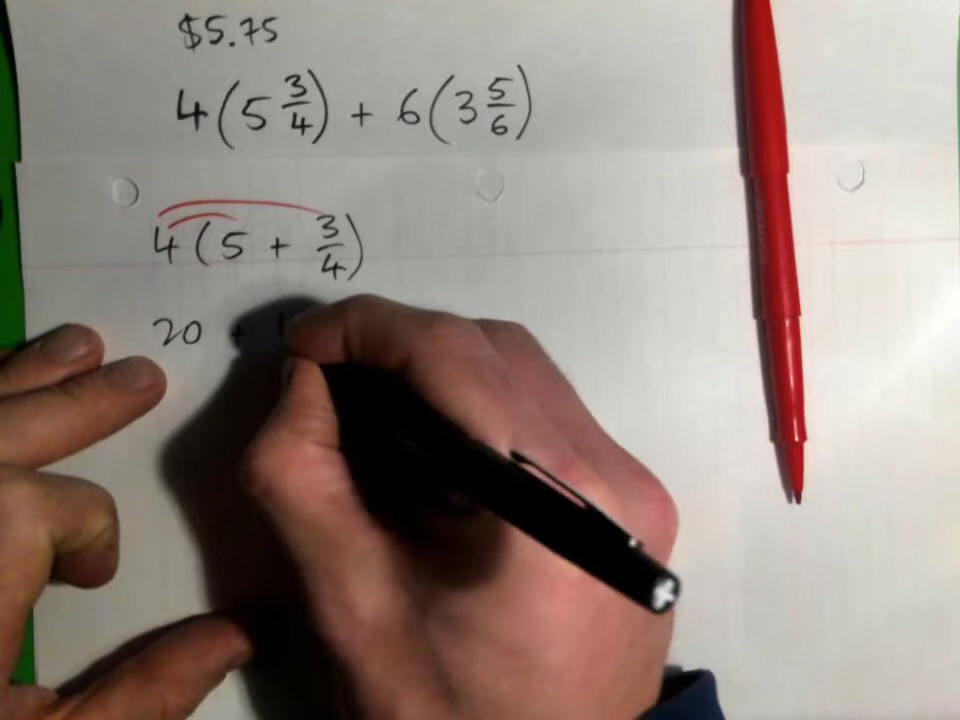 $5.75
4(5 3/4) + 6(3 5/6)
4(5 + 3/4)
20 +